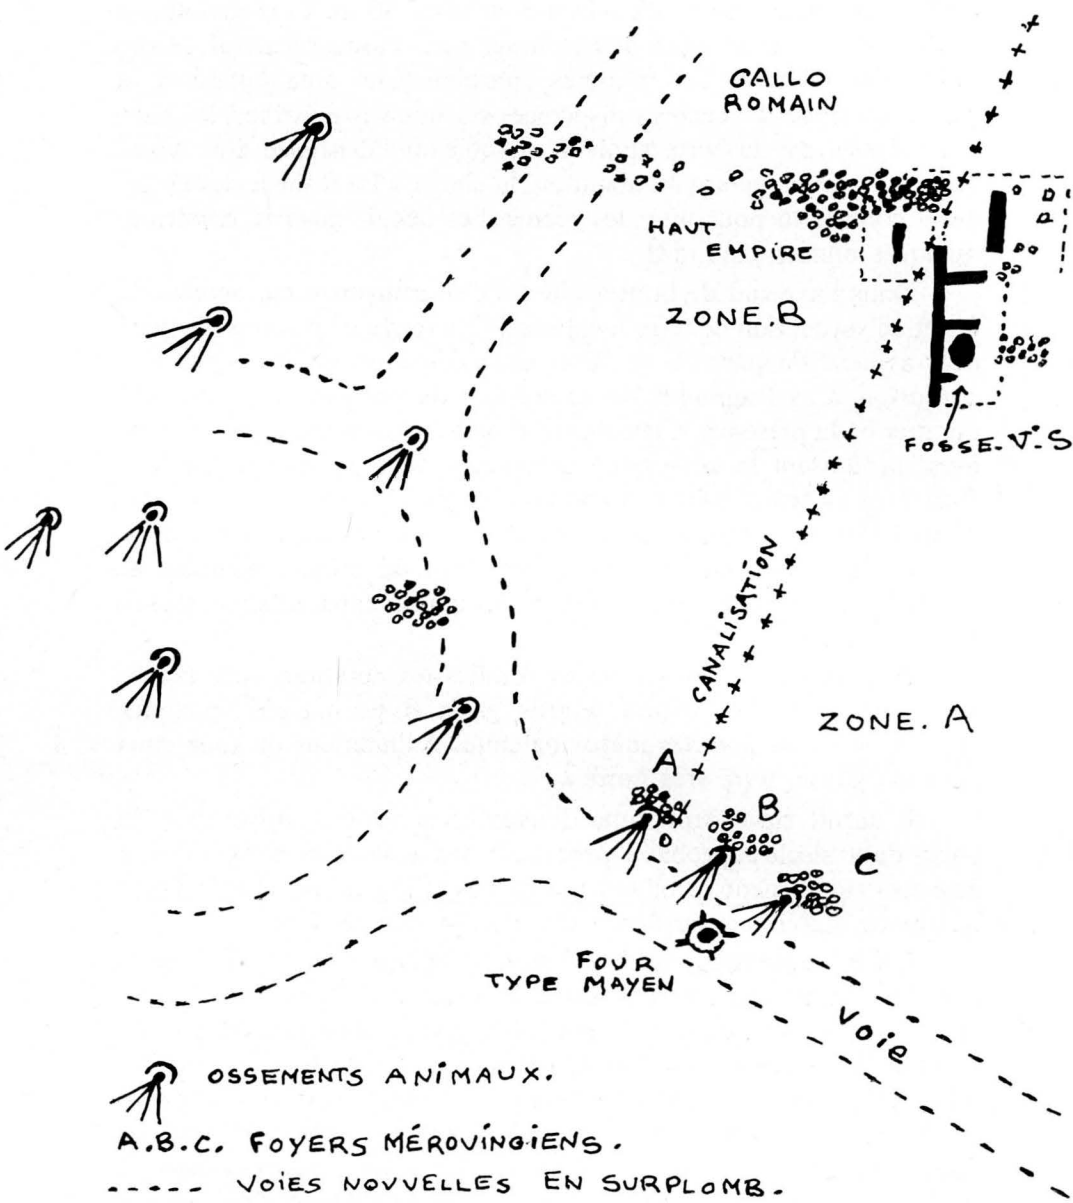 GALLO
ROMAIN
HAUT
EMPIRE
ZONE.B
FOSSE.V.S
CANALISATION
ZONE. A
A
B
C
FOUR
TYPE MAYEN
Voie
OSSEMENTS ANIMAUX.
A.B.C. FOYERS MÉROVINGIENS.
VOIES NOUVELLES EN SURPLOMB.